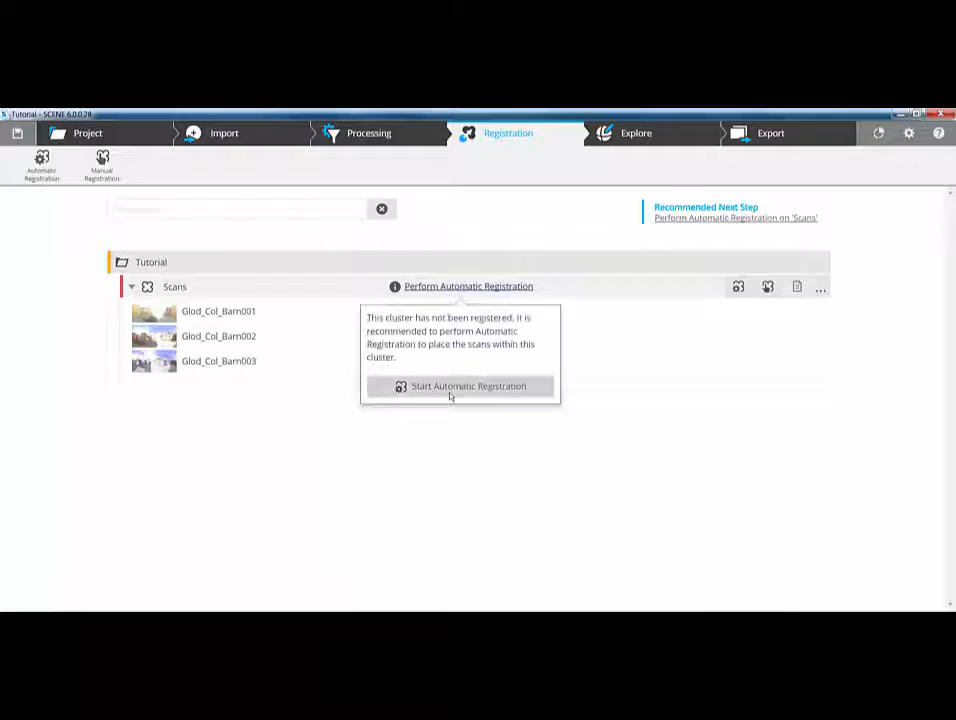 Tutorial - SCENE 6.0.0.28
Project
Import
Processing
Registration
Explore
Export
Automatic
Registration
Manual
Registration
Recommended Next Step
Perform Automatic Registration on 'Scans'
Tutorial
Scans
Perform Automatic Registration
Glod_Col_Barn001
This cluster has not been registered. It is
recommended to perform Automatic
Registration to place the scans within this
cluster.
Glod_Col_Barn002
Glod_Col_Barn003
Start Automatic Registration